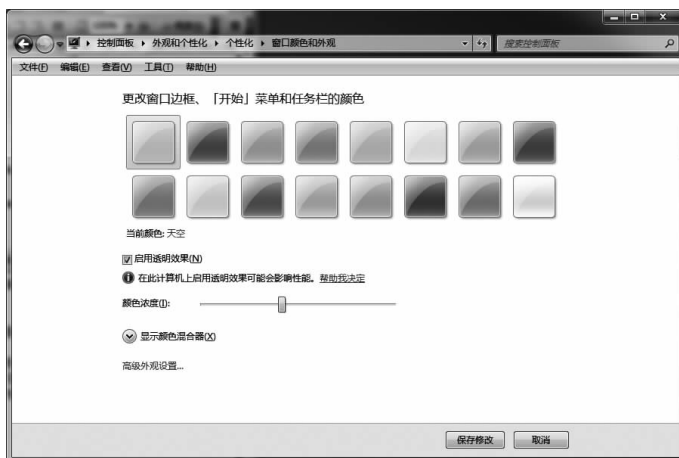 控制面板 ▸ 外观和个性化 ▸ 个性化 ▸ 窗口颜色和外观
搜索控制面板
文件(F) 编辑(E) 查看(V) 工具(T) 帮助(H)
更改窗口边框、「开始」菜单和任务栏的颜色
当前颜色: 天空
启用透明效果(N)
在此计算机上启用透明效果可能会影响性能。帮助我决定
颜色浓度(I):
显示颜色混合器(X)
高级外观设置...
保存修改 取消